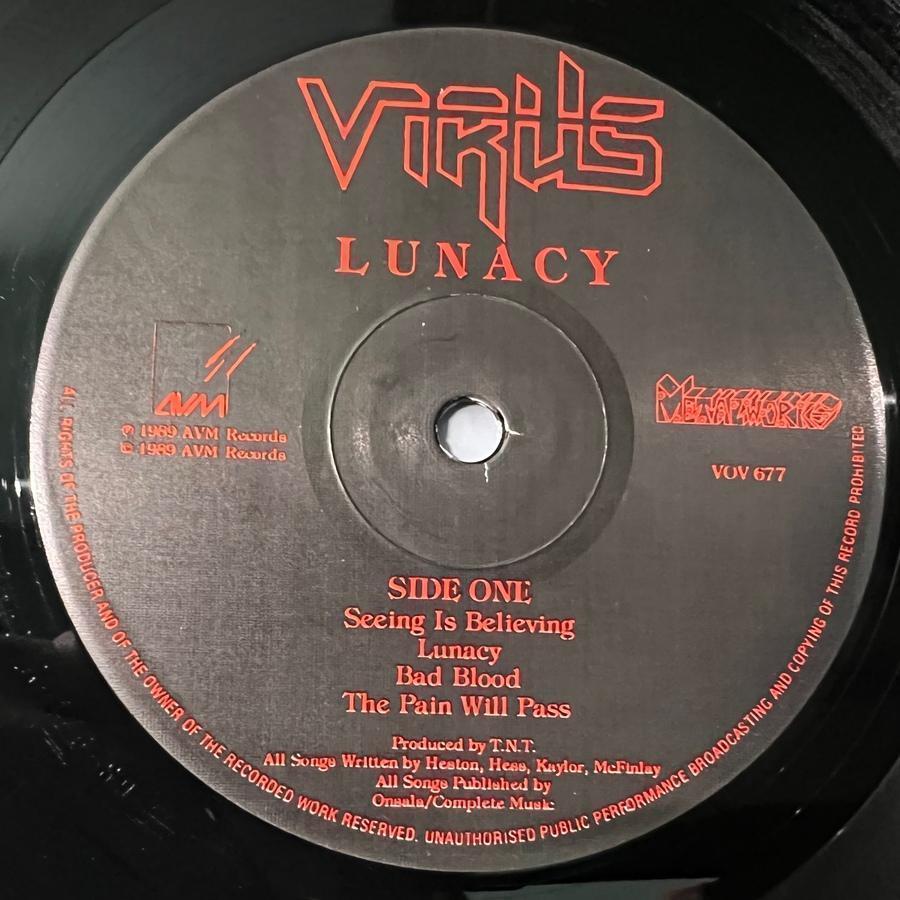 VIRUS
LUNACY
AVM
℗ 1989 AVM Records
© 1989 AVM Records
METALWORKS
VOV 677
SIDE ONE
Seeing Is Believing
Lunacy
Bad Blood
The Pain Will Pass
Produced by T.N.T.
All Songs Written by Heston, Hess, Kaylor, McFinlay
All Songs Published by
Onsala/Complete Music
ALL RIGHTS OF THE PRODUCER AND OF THE OWNER OF THE RECORDED WORK RESERVED. UNAUTHORISED PUBLIC PERFORMANCE BROADCASTING AND COPYING OF THIS RECORD PROHIBITED.